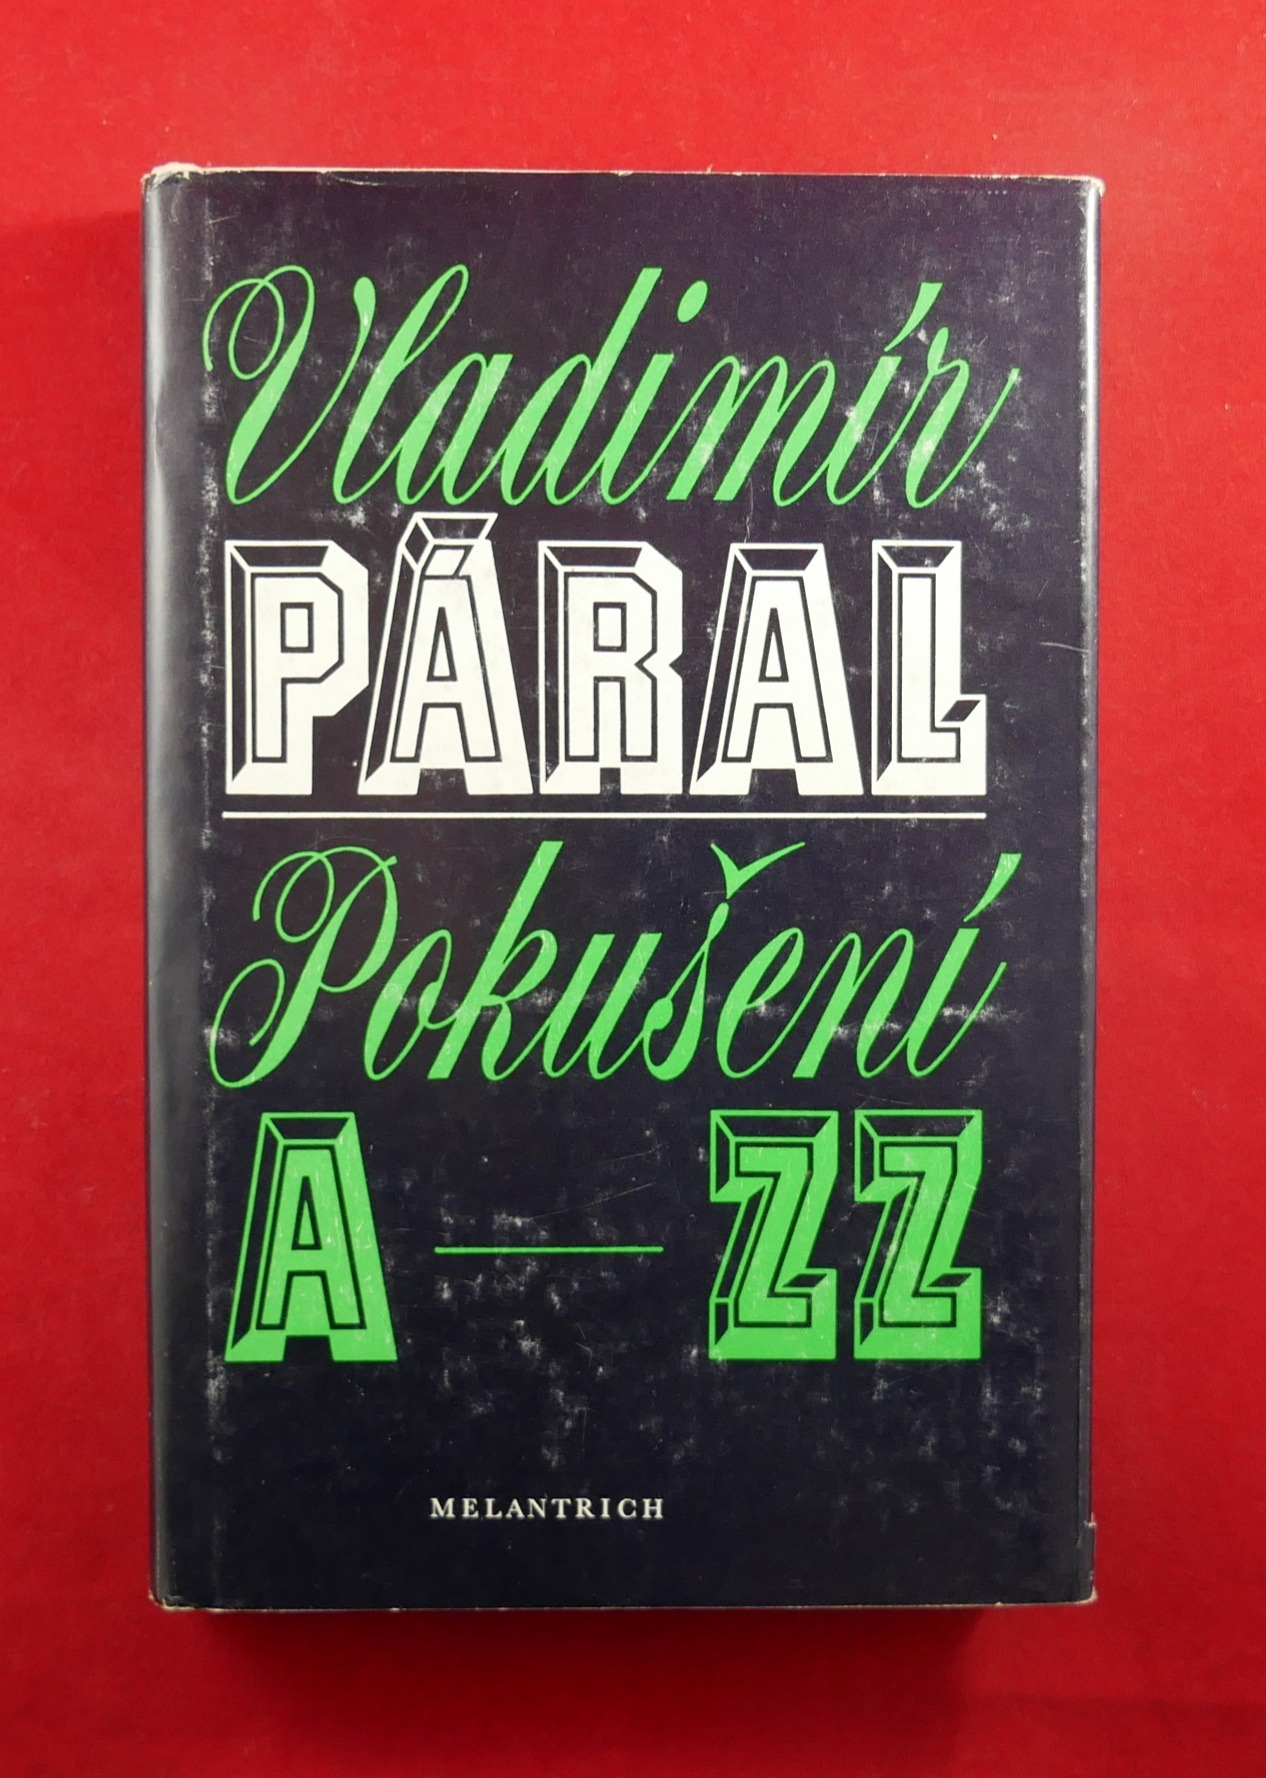 Vladimír
PÁRAL
Pokušení
A — ZZ
MELANTRICH